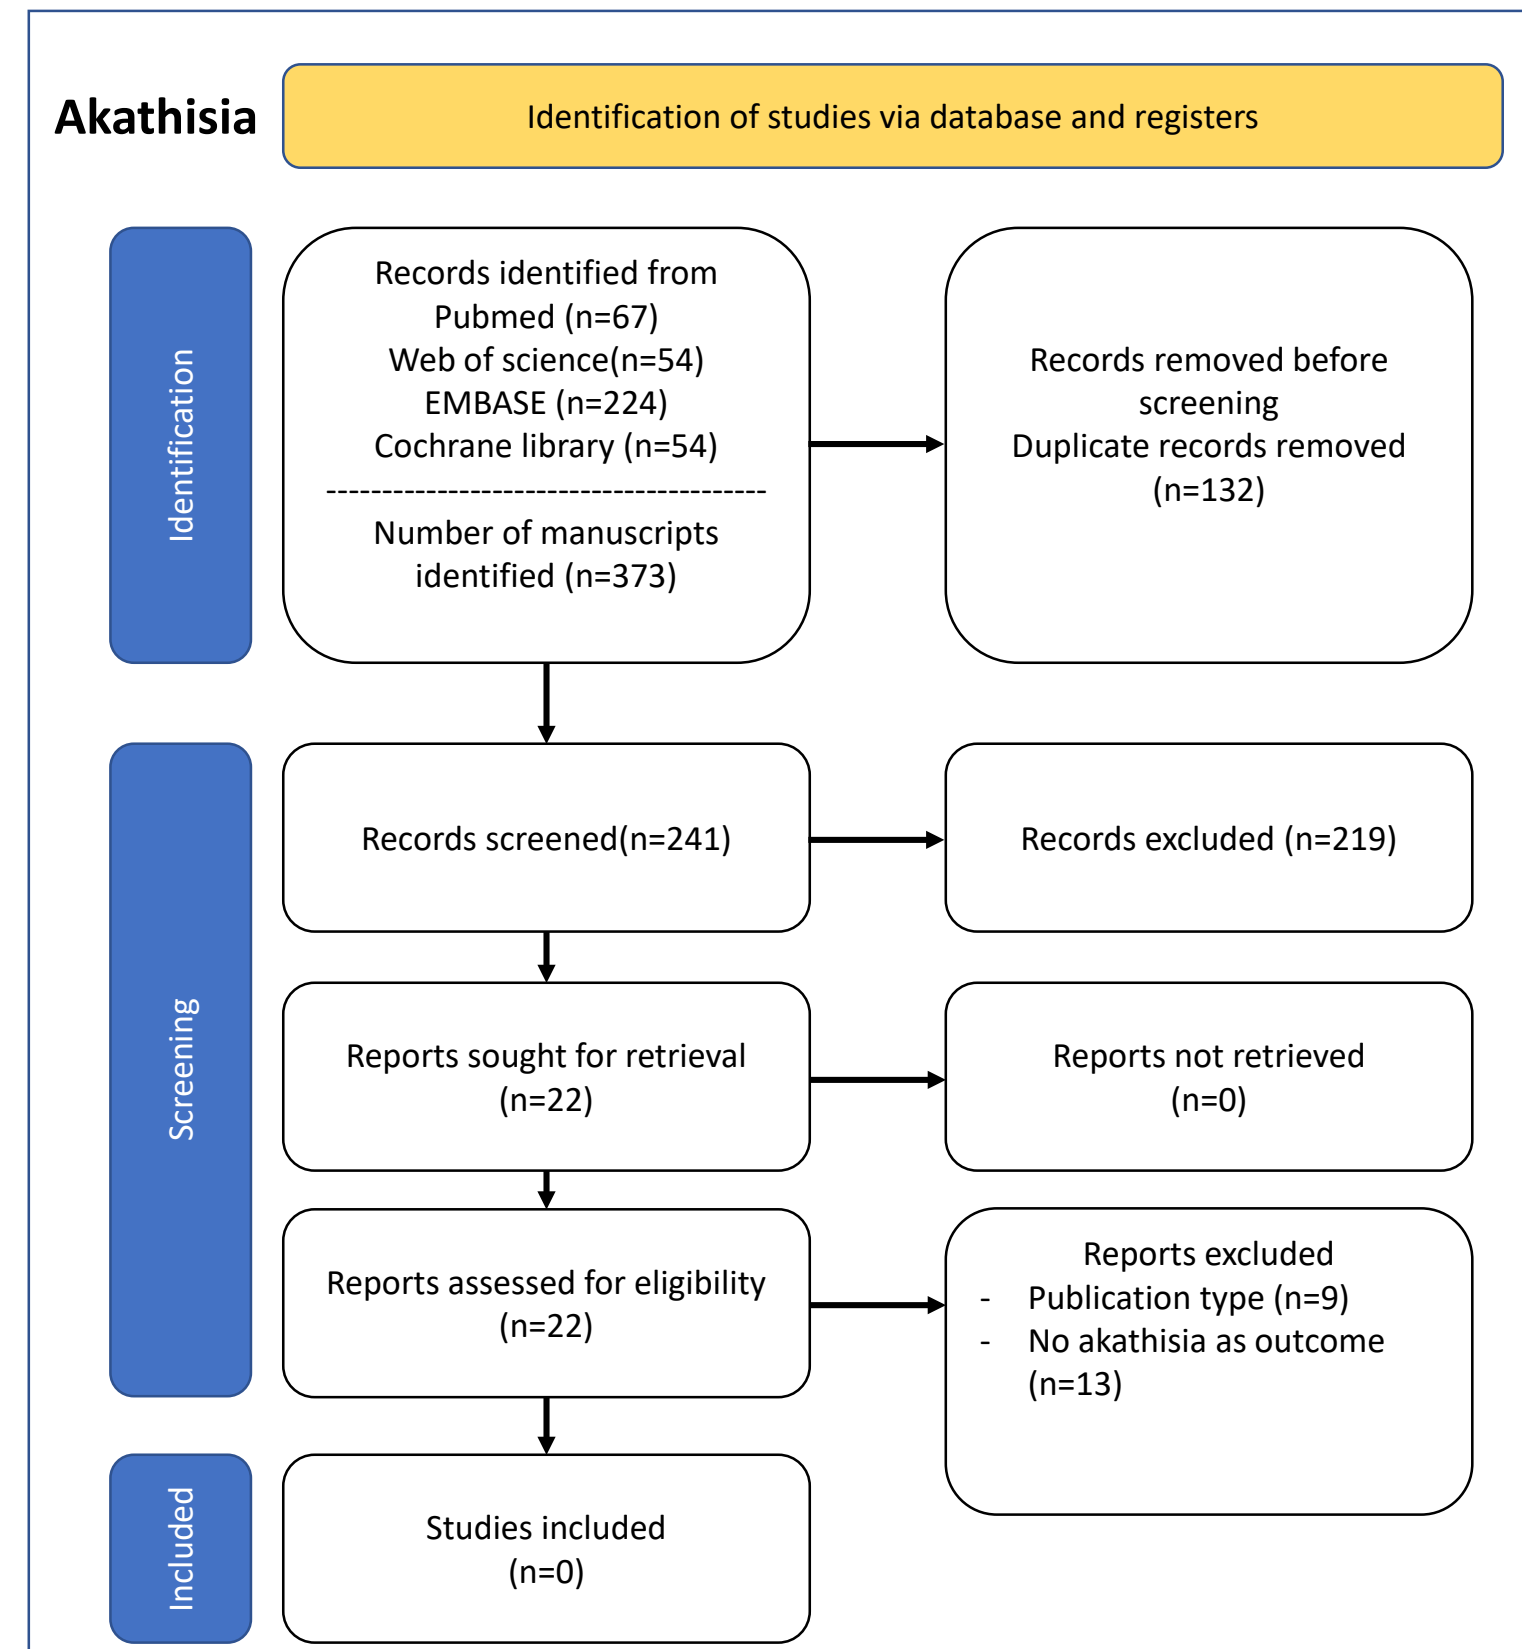 Akathisia
Identification of studies via database and registers
Identification
Records identified from
Pubmed (n=67)
Web of science(n=54)
EMBASE (n=224)
Cochrane library (n=54)
----------------------------------------
Number of manuscripts
identified (n=373)
Records removed before
screening
Duplicate records removed
(n=132)
Screening
Records screened(n=241)
Records excluded (n=219)
Reports sought for retrieval
(n=22)
Reports not retrieved
(n=0)
Reports assessed for eligibility
(n=22)
Reports excluded
- Publication type (n=9)
- No akathisia as outcome
(n=13)
Included
Studies included
(n=0)